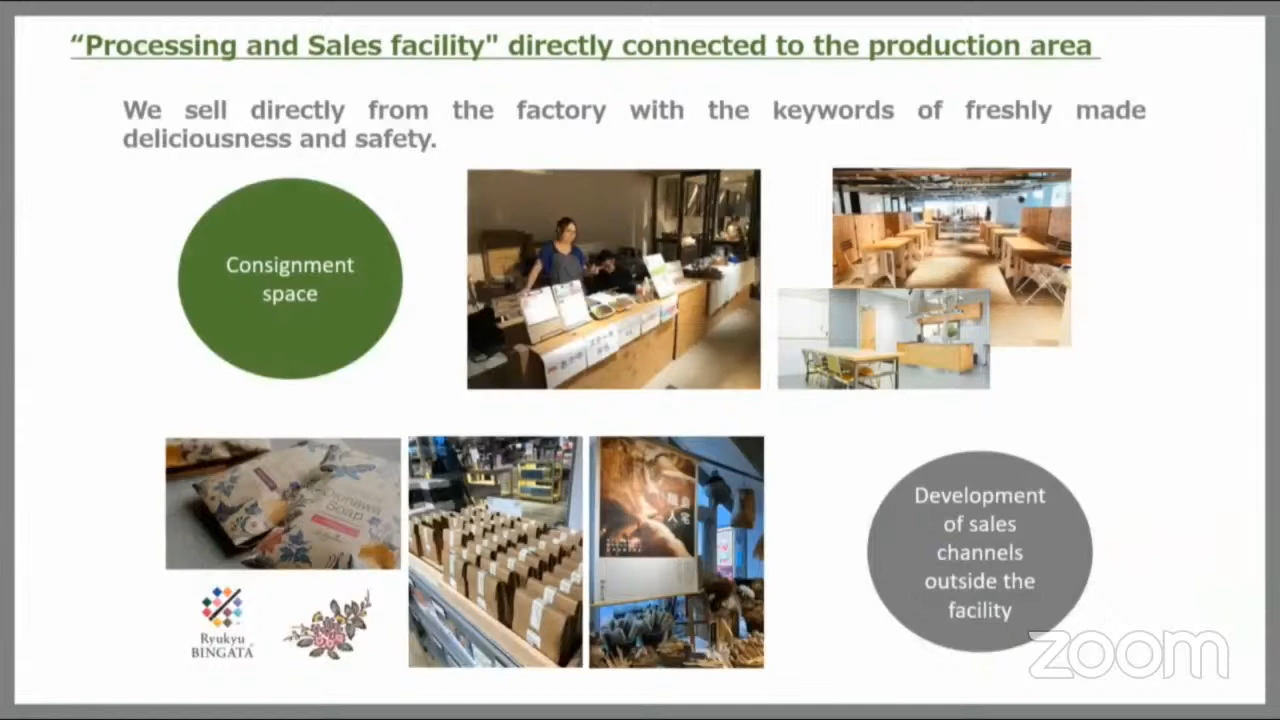 “Processing and Sales facility" directly connected to the production area
We sell directly from the factory with the keywords of freshly made
deliciousness and safety.
Consignment
space
Soap
Development
of sales
channels
outside the
facility
Ryukyu
BINGATA
zoom